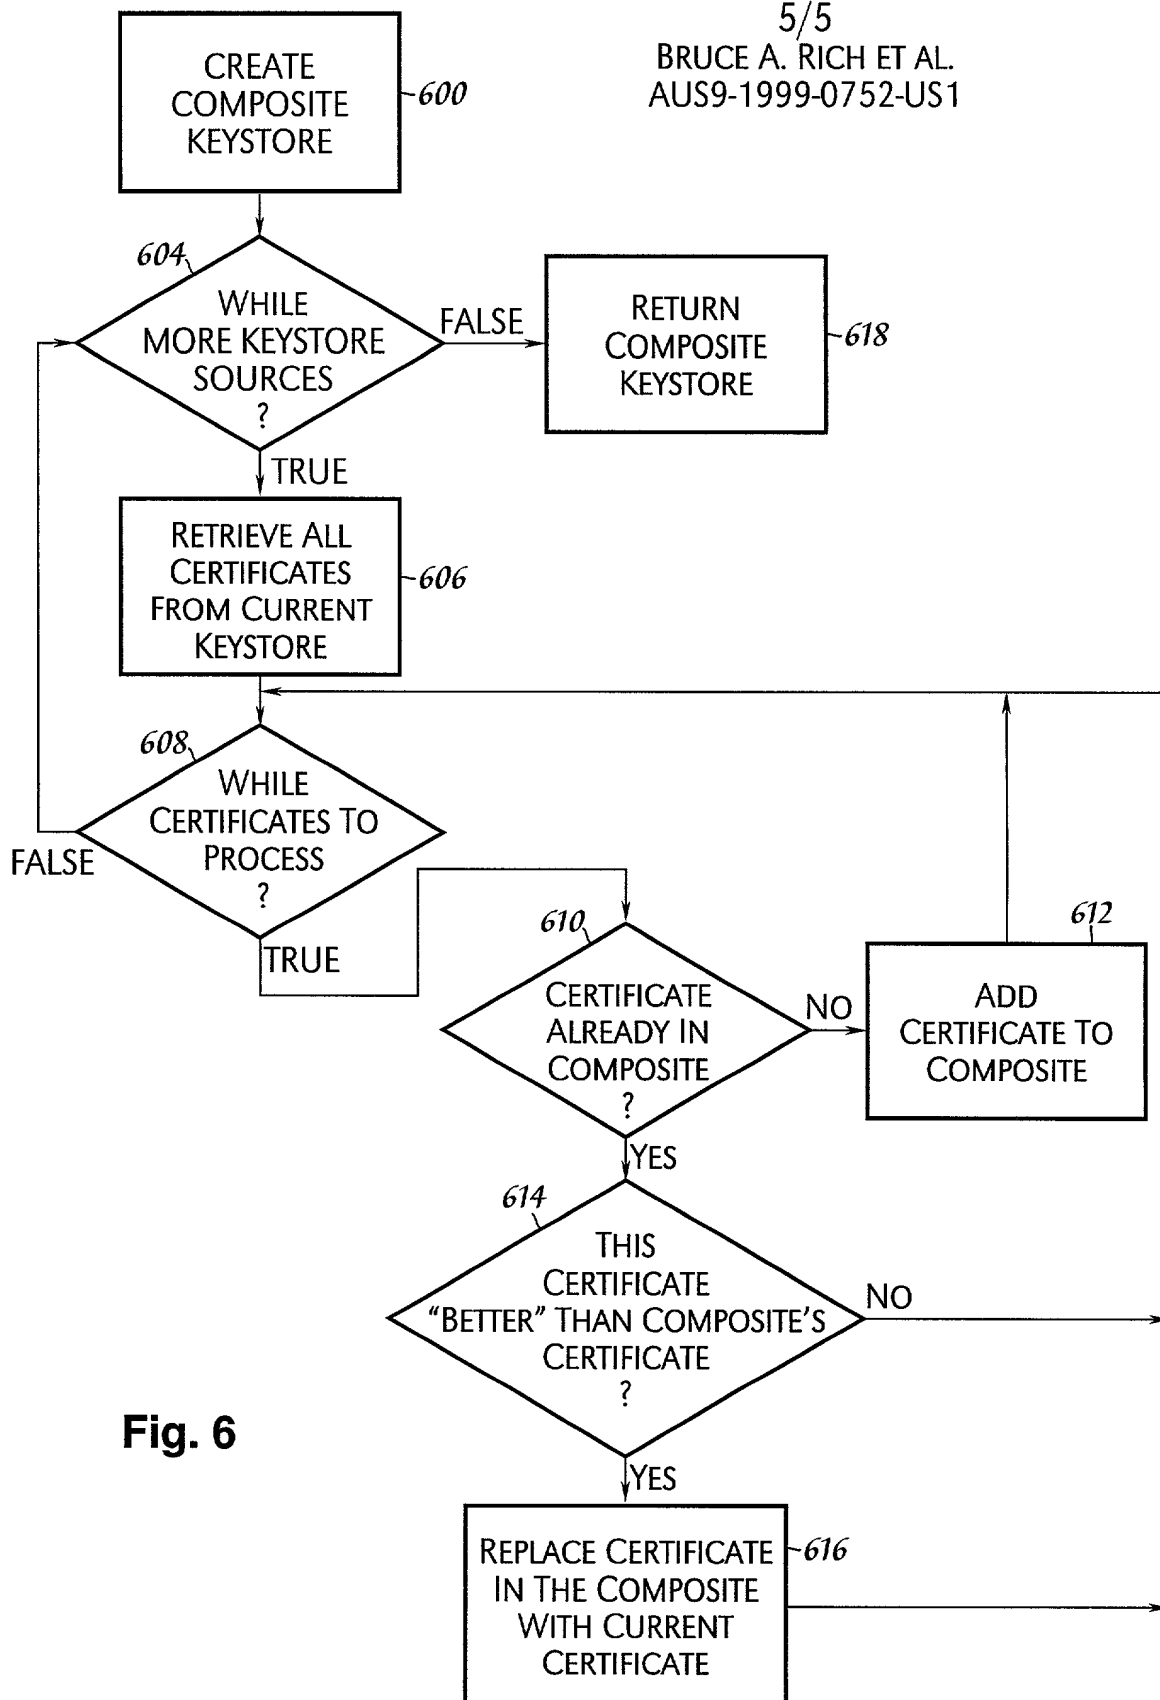 5/5
BRUCE A. RICH ET AL.
AUS9-1999-0752-US1
CREATE
COMPOSITE
KEYSTORE
600
604
WHILE
MORE KEYSTORE
SOURCES
?
FALSE
RETURN
COMPOSITE
KEYSTORE
618
TRUE
RETRIEVE ALL
CERTIFICATES
FROM CURRENT
KEYSTORE
606
608
WHILE
CERTIFICATES TO
PROCESS
?
FALSE
TRUE
610
CERTIFICATE
ALREADY IN
COMPOSITE
?
NO
612
ADD
CERTIFICATE TO
COMPOSITE
YES
614
THIS
CERTIFICATE
“BETTER” THAN COMPOSITE’S
CERTIFICATE
?
NO
YES
REPLACE CERTIFICATE
IN THE COMPOSITE
WITH CURRENT
CERTIFICATE
616
Fig. 6